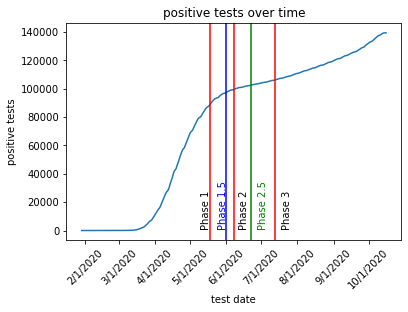 positive tests over time
positive tests
140000
120000
100000
80000
60000
40000
20000
0
Phase 1
Phase 1.5
Phase 2
Phase 2.5
Phase 3
2/1/2020
3/1/2020
4/1/2020
5/1/2020
6/1/2020
7/1/2020
8/1/2020
9/1/2020
10/1/2020
test date